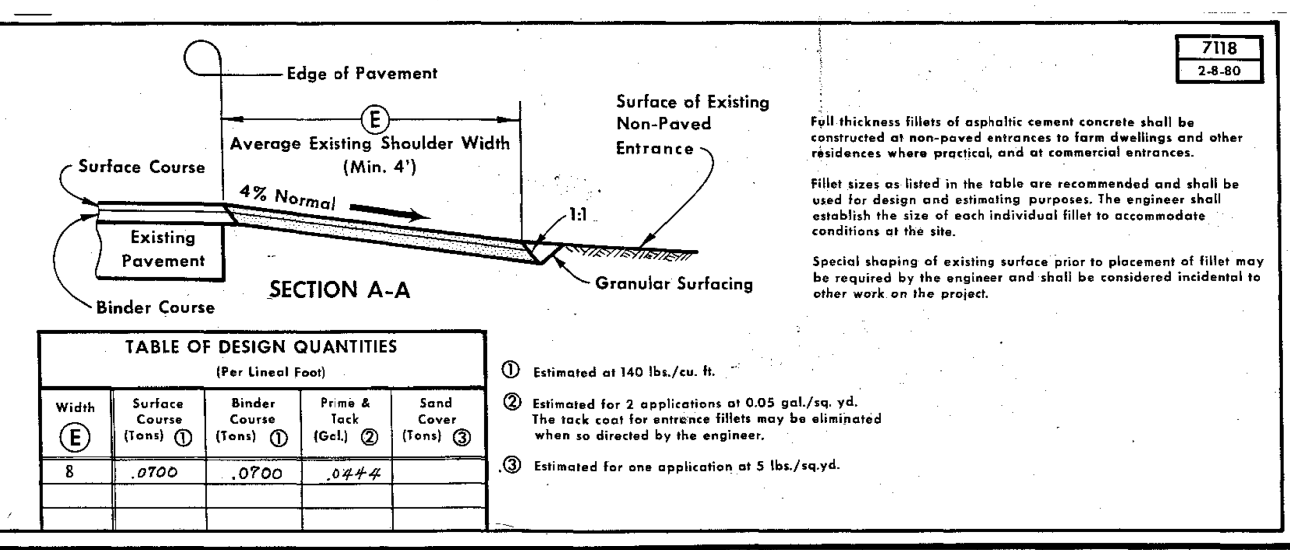 7118
2-8-80
Edge of Pavement
E
Average Existing Shoulder Width
(Min. 4')
Surface of Existing
Non-Paved
Entrance
Surface Course
4% Normal
1:1
Existing
Pavement
Granular Surfacing
SECTION A-A
Binder Course
Full thickness fillets of asphaltic cement concrete shall be
constructed at non-paved entrances to farm dwellings and other
residences where practical, and at commercial entrances.
Fillet sizes as listed in the table are recommended and shall be
used for design and estimating purposes. The engineer shall
establish the size of each individual fillet to accommodate
conditions at the site.
Special shaping of existing surface prior to placement of fillet may
be required by the engineer and shall be considered incidental to
other work on the project.
TABLE OF DESIGN QUANTITIES
(Per Lineal Foot)
Width E
Surface Course (Tons) ①
Binder Course (Tons) ①
Prime & Tack (Gal.) ②
Sand Cover (Tons) ③
8 .0700 .0700 .0444
① Estimated at 140 lbs./cu. ft.
② Estimated for 2 applications at 0.05 gal./sq. yd.
The tack coat for entrance fillets may be eliminated
when so directed by the engineer.
③ Estimated for one application at 5 lbs./sq.yd.